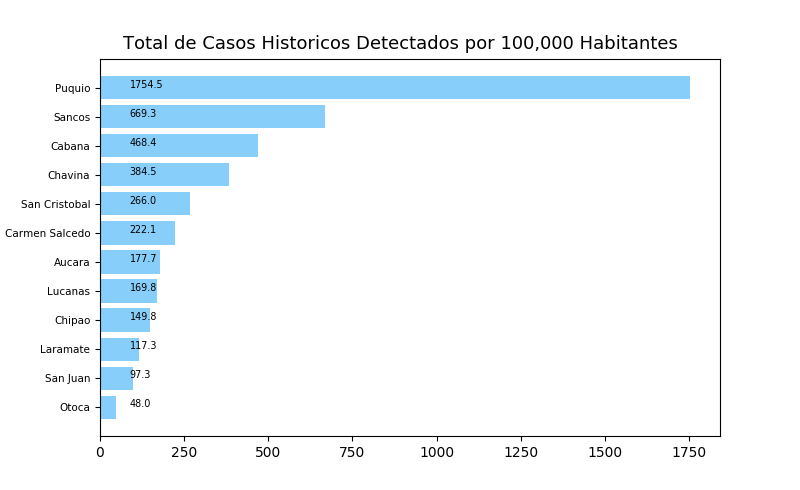 Total de Casos Historicos Detectados por 100,000 Habitantes
Puquio 1754.5
Sancos 669.3
Cabana 468.4
Chavina 384.5
San Cristobal 266.0
Carmen Salcedo 222.1
Aucara 177.7
Lucanas 169.8
Chipao 149.8
Laramate 117.3
San Juan 97.3
Otoca 48.0
0 250 500 750 1000 1250 1500 1750